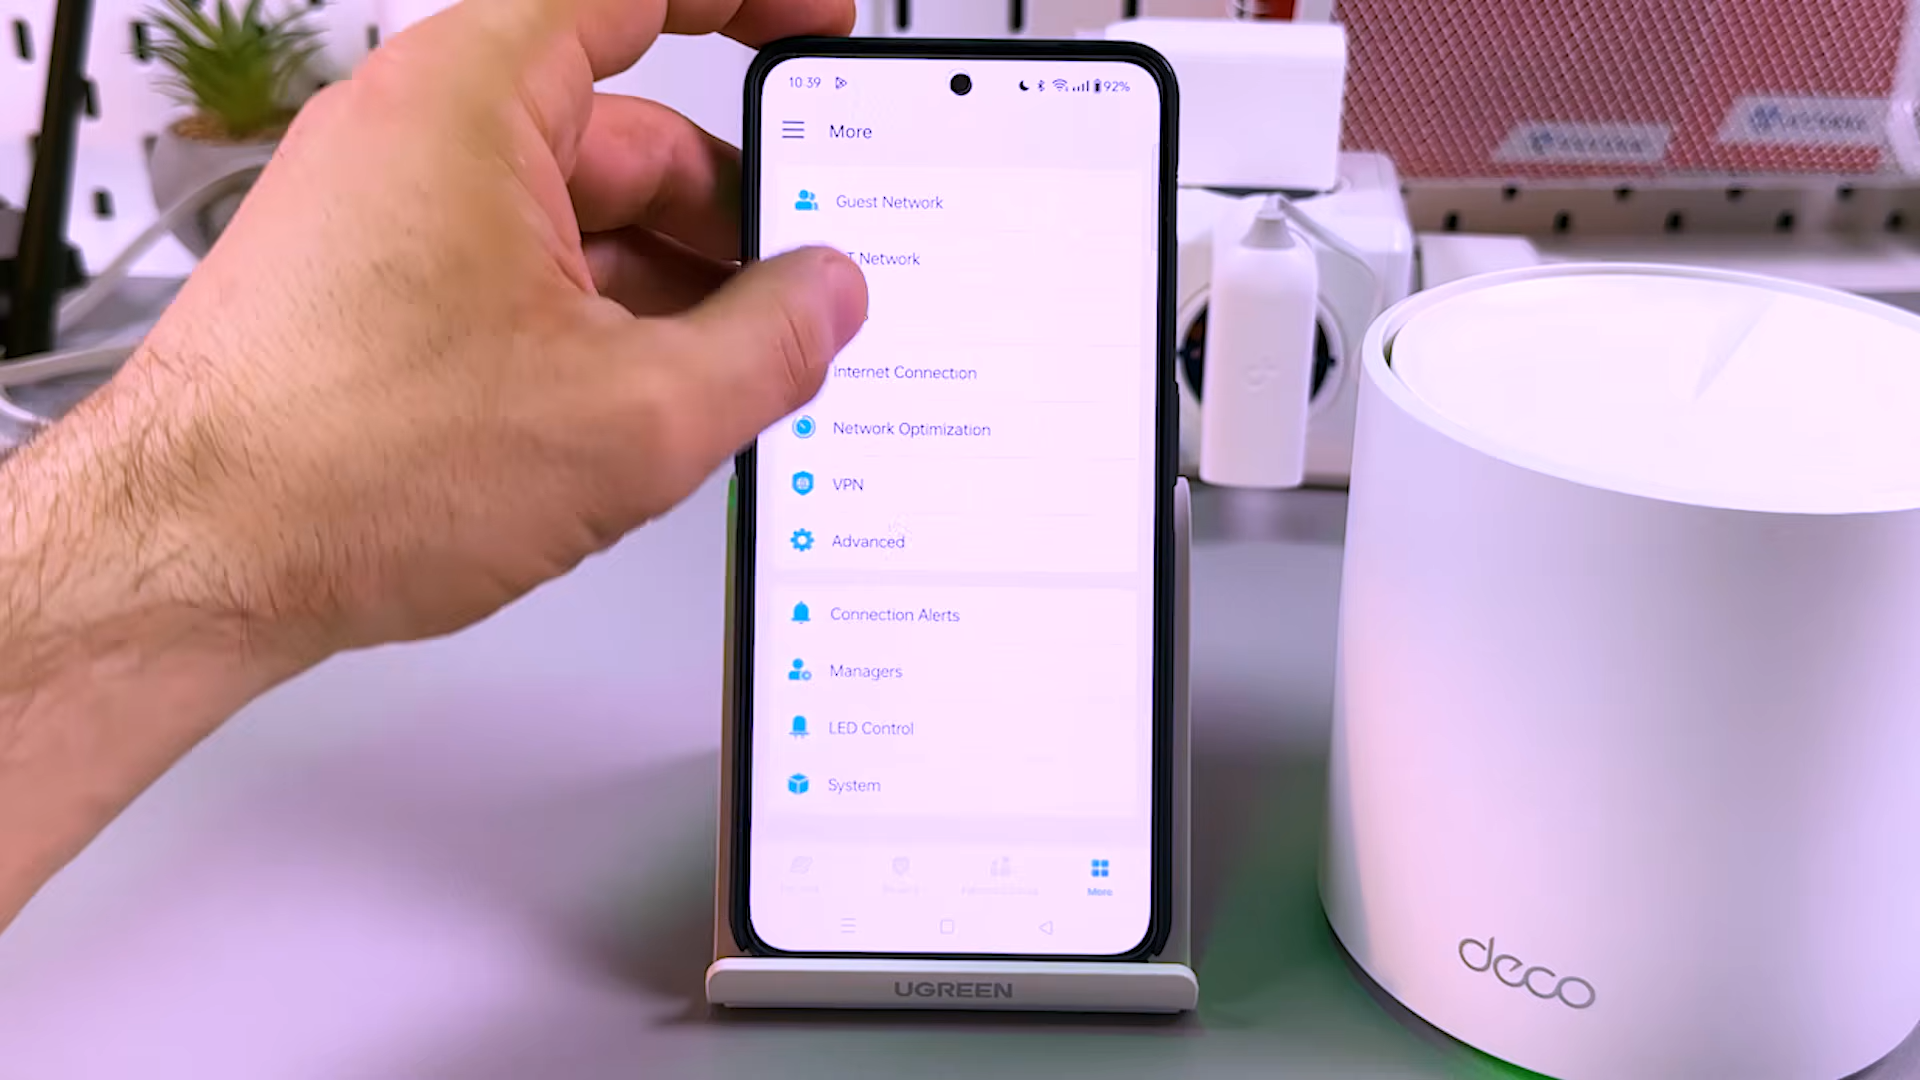 10:39
92%
More
Guest Network
T Network
Internet Connection
Network Optimization
VPN
Advanced
Connection Alerts
Managers
LED Control
System
More
UGREEN
deco